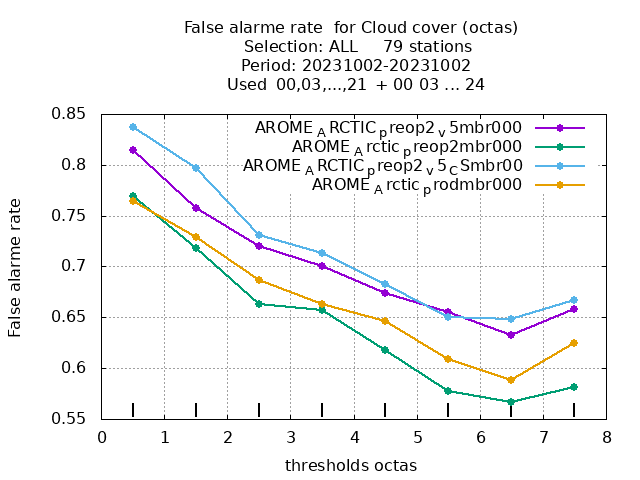 False alarme rate  for Cloud cover (octas)
Selection: ALL     79 stations
Period: 20231002-20231002
Used  00,03,...,21  + 00 03 ... 24
AROME_ARCTIC_preop2_v5mbr000
AROME_Arctic_preop2mbr000
AROME_ARCTIC_preop2_v5_CSmbr00
AROME_Arctic_prodmbr000
0.85
0.8
0.75
0.7
0.65
0.6
0.55
False alarme rate
0 1 2 3 4 5 6 7 8
thresholds octas